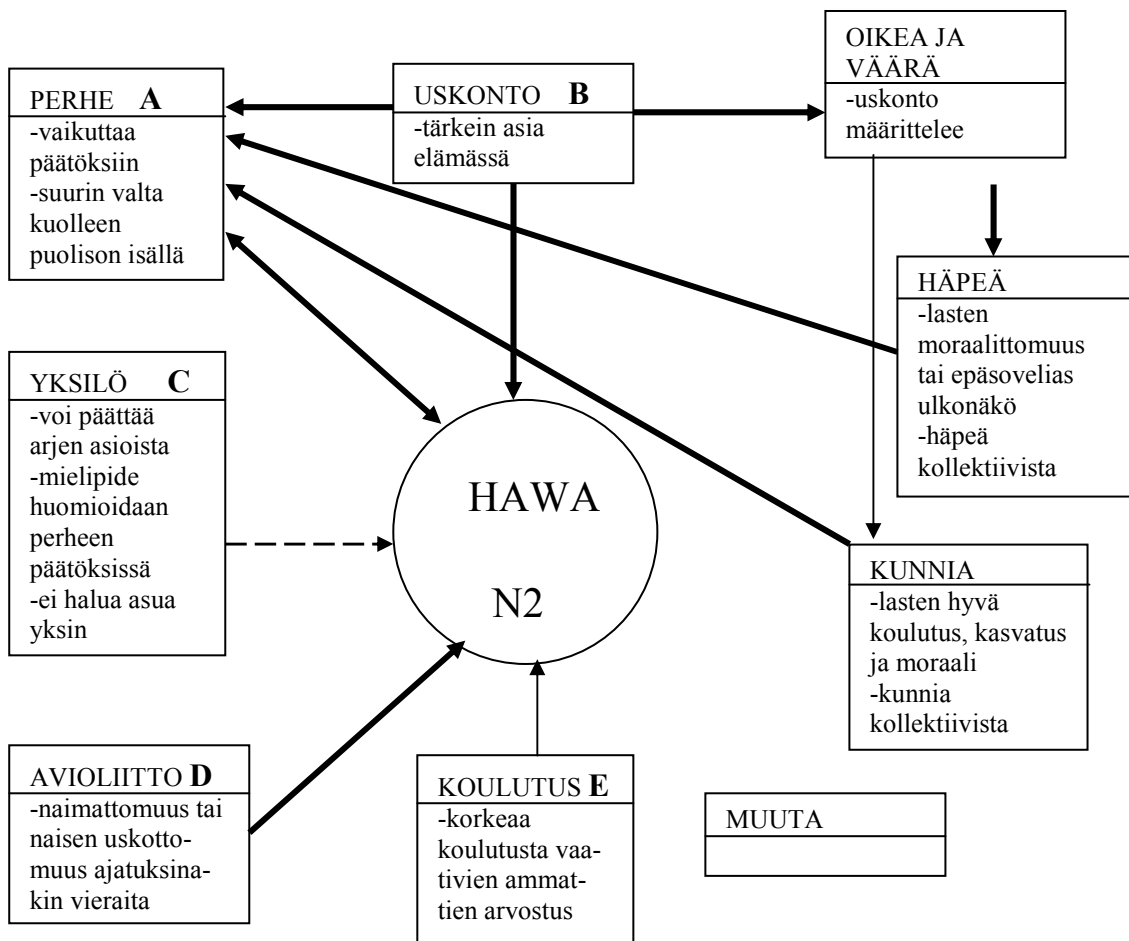 PERHE A
-vaikuttaa
päätöksiin
-suurin valta
kuolleen
puolison isällä
USKONTO B
-tärkein asia
elämässä
OIKEA JA
VÄÄRÄ
-uskonto
määrittelee
HÄPEÄ
-lasten
moraalittomuus
tai epäsovelias
ulkonäkö
-häpeä
kollektiivista
YKSILÖ C
-voi päättää
arjen asioista
-mielipide
huomioidaan
perheen
päätöksissä
-ei halua asua
yksin
HAWA
N2
KUNNIA
-lasten hyvä
koulutus, kasvatus
ja moraali
-kunnia
kollektiivista
AVIOLIITTO D
-naimattomuus tai
naisen uskotto-
muus ajatuksina-
kin vieraita
KOULUTUS E
-korkeaa
koulutusta vaa-
tivien ammat-
tien arvostus
MUUTA